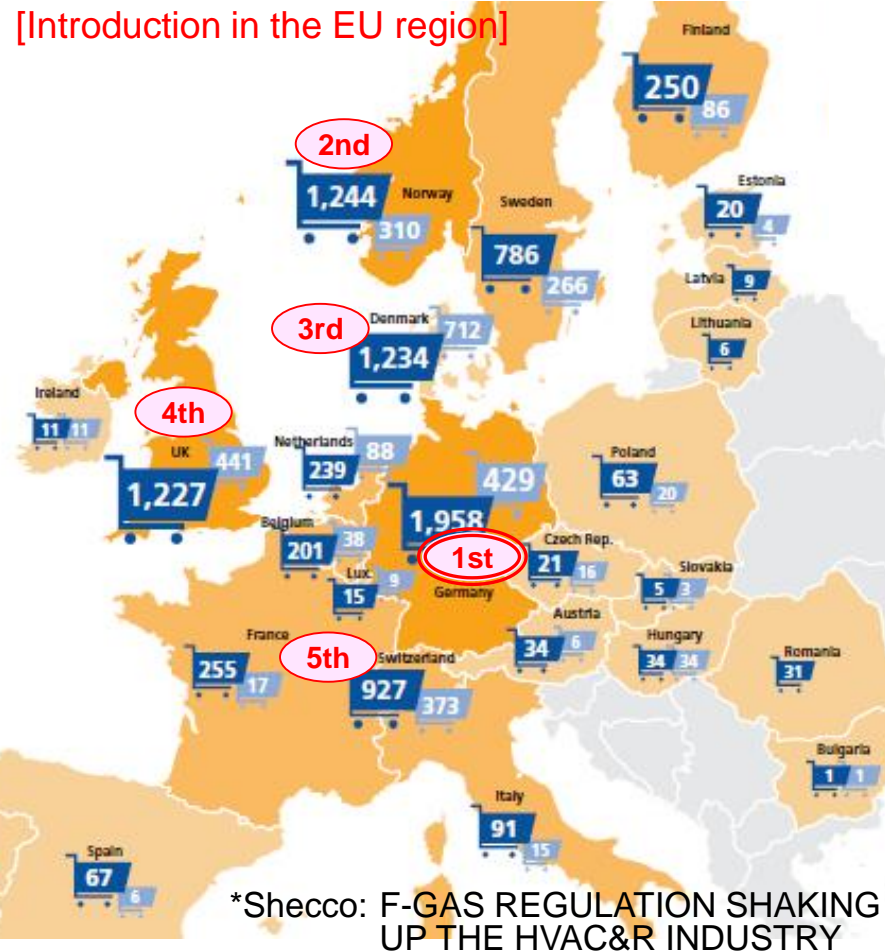 [Introduction in the EU region]
Finland
250
86
2nd
1,244
Norway
310
Sweden
786
266
Estonia
20
4
Latvia
9
Lithuania
6
3rd
Denmark
712
1,234
Ireland
11 11
4th
UK
441
1,227
Netherlands
88
239
429
1,958
1st
Germany
Poland
63
20
Belgium
38
201
Lux.
9
15
Czech Rep.
21
16
Slovakia
5 3
Austria
34
6
Hungary
34 34
Romania
31
France
255
17
5th
Switzerland
927
373
Bulgaria
1 1
Italy
91
15
Spain
67
6
*Shecco: F-GAS REGULATION SHAKING
UP THE HVAC&R INDUSTRY